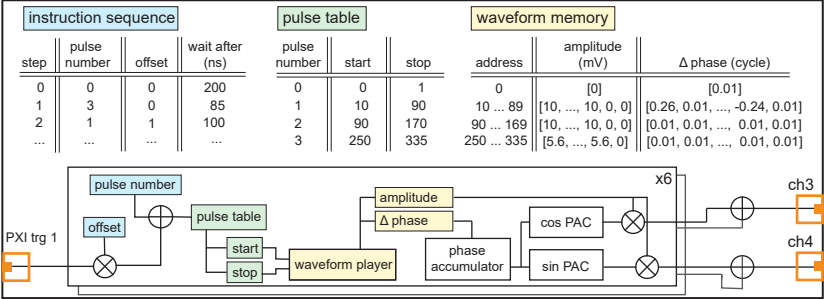 instruction sequence
pulse table
waveform memory
step pulse number offset wait after (ns)
0 0 0 200
1 3 0 85
2 1 1 100
... ... ... ...
pulse number start stop
0 0 1
1 10 90
2 90 170
3 250 335
address amplitude (mV) Δ phase (cycle)
0 [0] [0.01]
10 ... 89 [10, ..., 10, 0, 0] [0.26, 0.01, ..., -0.24, 0.01]
90 ... 169 [10, ..., 10, 0, 0] [0.01, 0.01, ..., 0.01, 0.01]
250 ... 335 [5.6, ..., 5.6, 0] [0.01, 0.01, ..., 0.01, 0.01]
x6
pulse number
offset
PXI trg 1
pulse table
start
stop
waveform player
amplitude
Δ phase
phase
accumulator
cos PAC
sin PAC
ch3
ch4